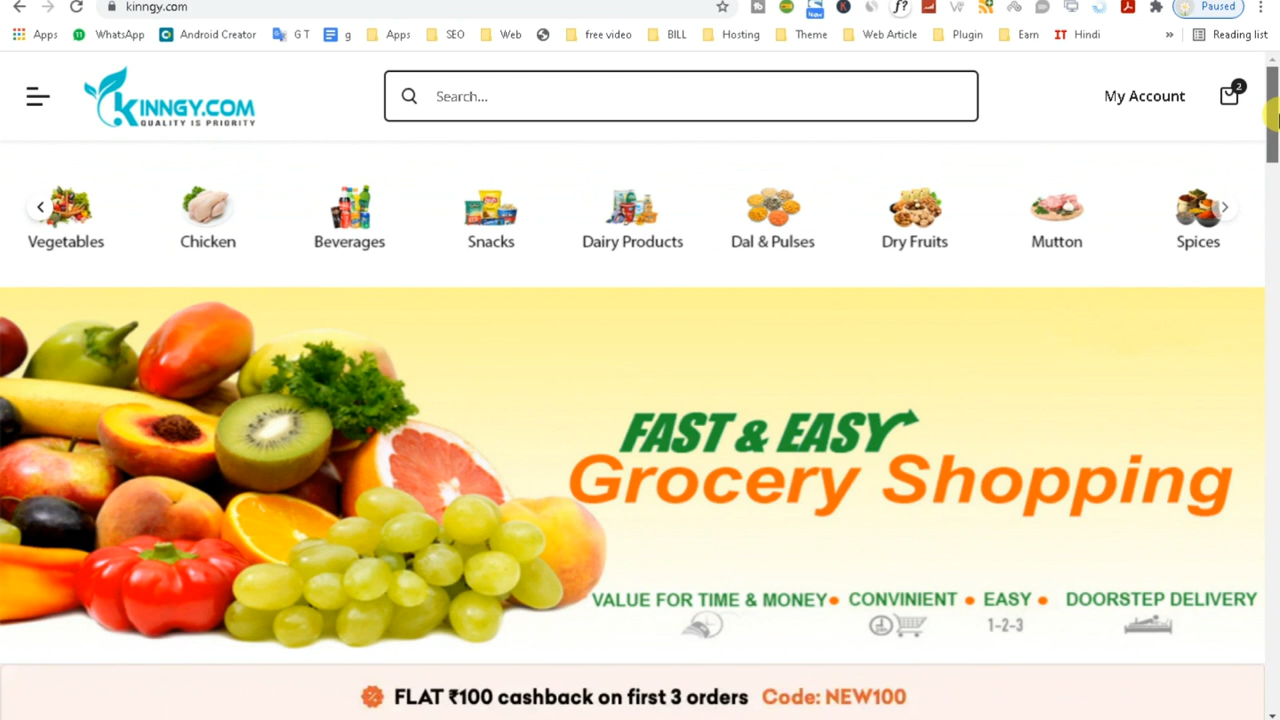 kinngy.com
Now
f?
Paused
Apps WhatsApp Android Creator G T g Apps SEO Web free video BILL Hosting Theme Web Article Plugin Earn IT Hindi » Reading list
KINNGY.COM
QUALITY IS PRIORITY
Search...
My Account
2
Vegetables Chicken Beverages Snacks Dairy Products Dal & Pulses Dry Fruits Mutton Spices
FAST & EASY
Grocery Shopping
VALUE FOR TIME & MONEY CONVINIENT EASY DOORSTEP DELIVERY
1-2-3
FLAT ₹100 cashback on first 3 orders Code: NEW100